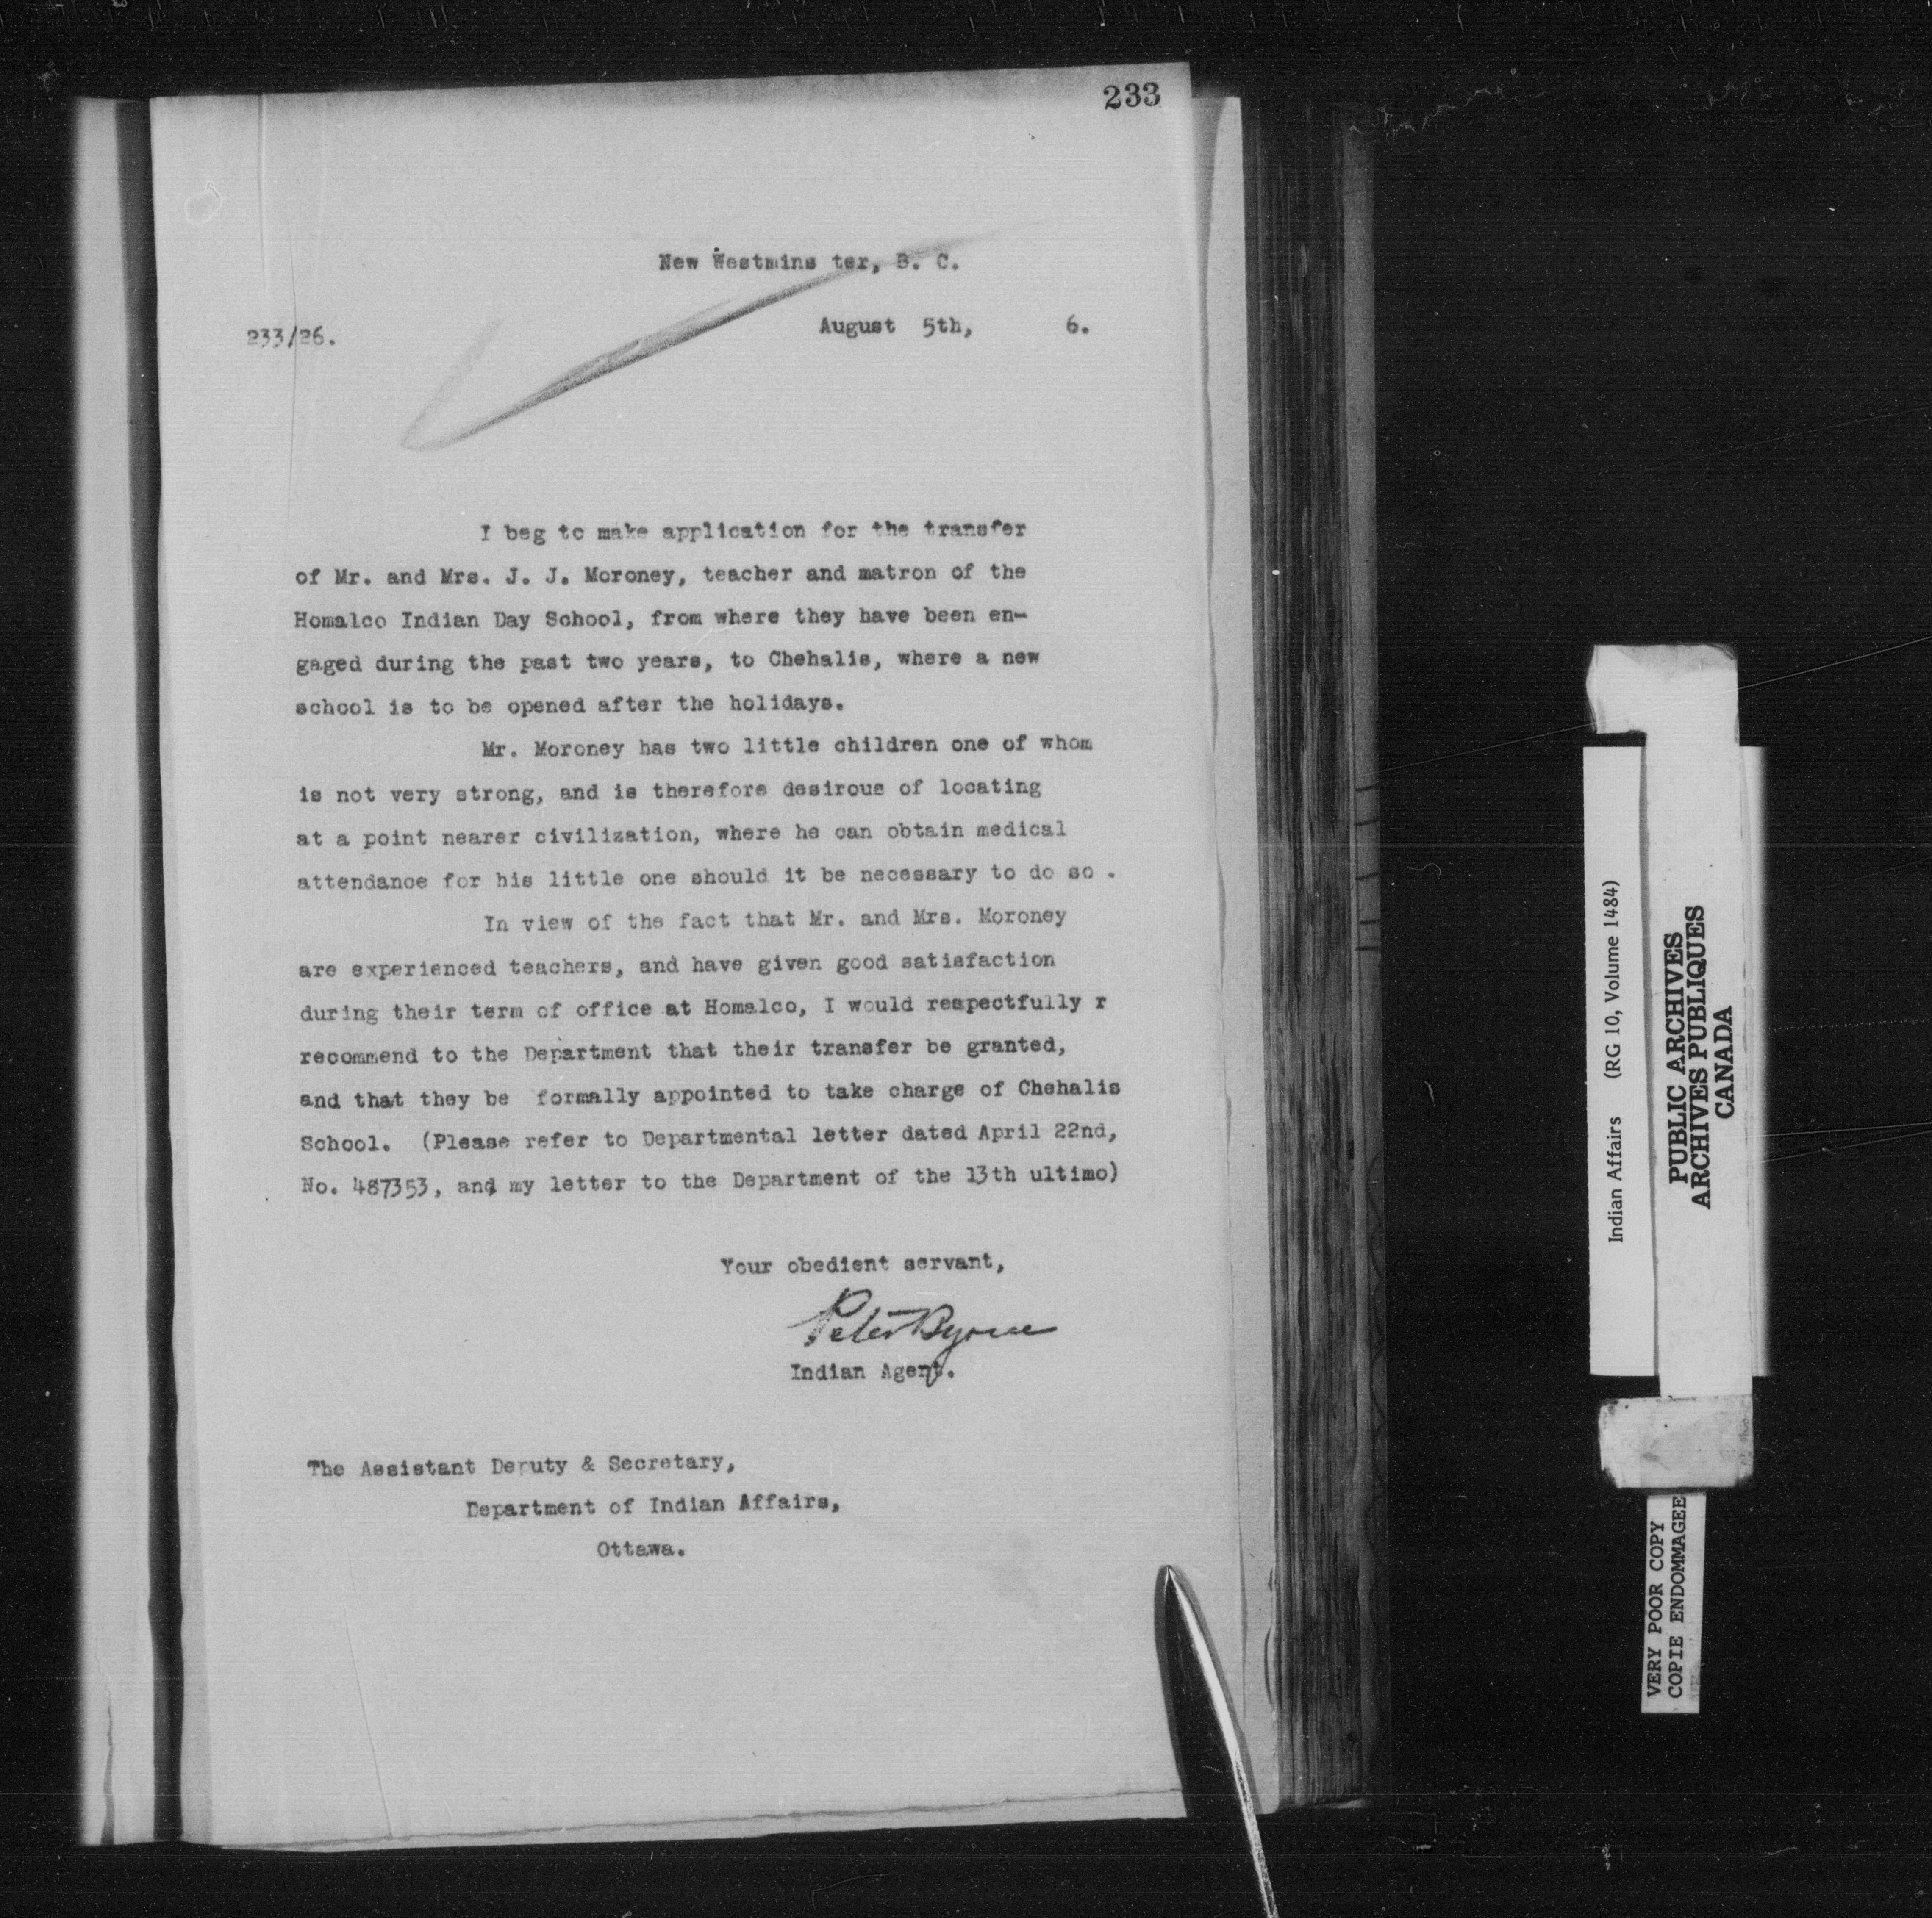 233
New Westmins ter, B. C.
233/26.
August 5th, 6.
I beg to make application for the transfer
of Mr. and Mrs. J. J. Moroney, teacher and matron of the
Homalco Indian Day School, from where they have been en-
gaged during the past two years, to Chehalis, where a new
school is to be opened after the holidays.
Mr. Moroney has two little children one of whom
is not very strong, and is therefore desirous of locating
at a point nearer civilization, where he can obtain medical
attendance for his little one should it be necessary to do so .
In view of the fact that Mr. and Mrs. Moroney
are experienced teachers, and have given good satisfaction
during their term of office at Homalco, I would respectfully r
recommend to the Department that their transfer be granted,
and that they be formally appointed to take charge of Chehalis
School. (Please refer to Departmental letter dated April 22nd,
No. 487353, and my letter to the Department of the 13th ultimo)
Your obedient servant,
Peter Byrne
Indian Agent.
The Assistant Deputy & Secretary,
Department of Indian Affairs,
Ottawa.
Indian Affairs (RG 10, Volume 1484)
PUBLIC ARCHIVES
ARCHIVES PUBLIQUES
CANADA
VERY POOR COPY
COPIE ENDOMMAGEE